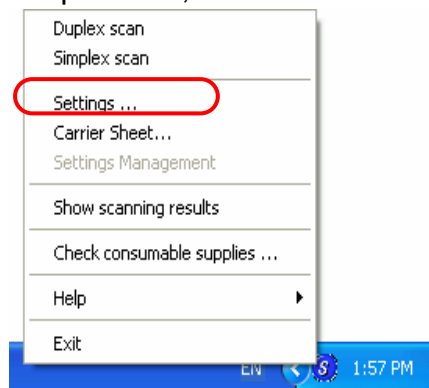 Duplex scan
Simplex scan
Settings ...
Carrier Sheet...
Settings Management
Show scanning results
Check consumable supplies ...
Help
Exit
EN S 1:57 PM